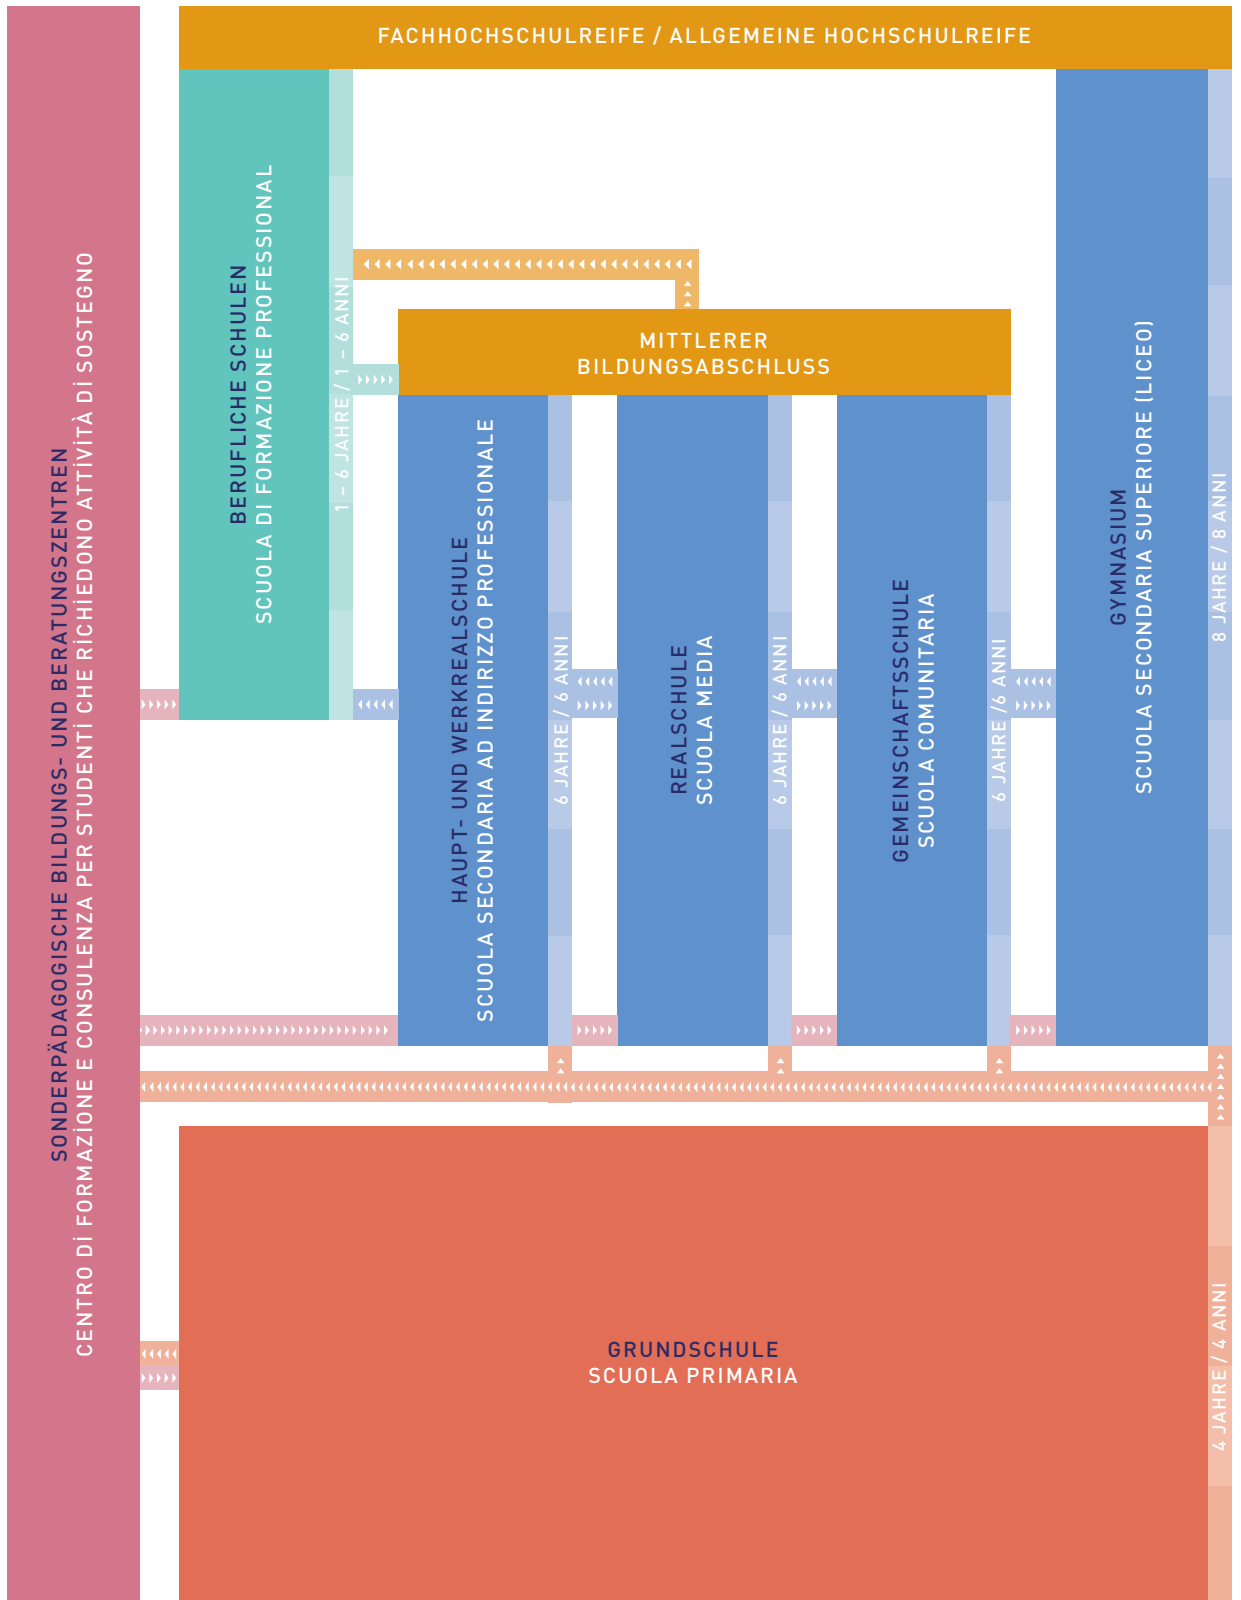 FACHHOCHSCHULREIFE / ALLGEMEINE HOCHSCHULREIFE
SONDERPÄDAGOGISCHE BILDUNGS- UND BERATUNGSZENTREN
CENTRO Dİ FORMAZİONE E CONSULENZA PER STUDENTİ CHE RİCHİEDONO ATTİVİTÀ Dİ SOSTEGNO
BERUFLICHE SCHULEN
SCUOLA DI FORMAZIONE PROFESSIONAL
1 – 6 JAHRE / 1 – 6 ANNI
MITTLERER
BILDUNGSABSCHLUSS
HAUPT- UND WERKREALSCHULE
SCUOLA SECONDARIA AD INDIRIZZO PROFESSIONALE
6 JAHRE / 6 ANNI
REALSCHULE
SCUOLA MEDIA
6 JAHRE / 6 ANNI
GEMEINSCHAFTSSCHULE
SCUOLA COMUNITARIA
6 JAHRE /6 ANNI
GYMNASIUM
SCUOLA SECONDARIA SUPERIORE (LICEO)
8 JAHRE / 8 ANNI
GRUNDSCHULE
SCUOLA PRIMARIA
4 JAHRE / 4 ANNI